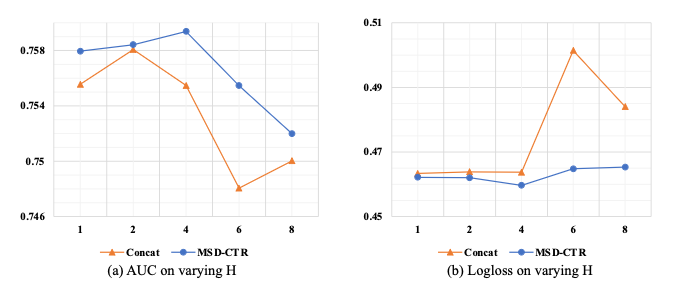 0.758
0.754
0.75
0.746
1 2 4 6 8
Concat MSD-CTR
(a) AUC on varying H
0.51
0.49
0.47
0.45
1 2 4 6 8
Concat MSD-CTR
(b) Logloss on varying H